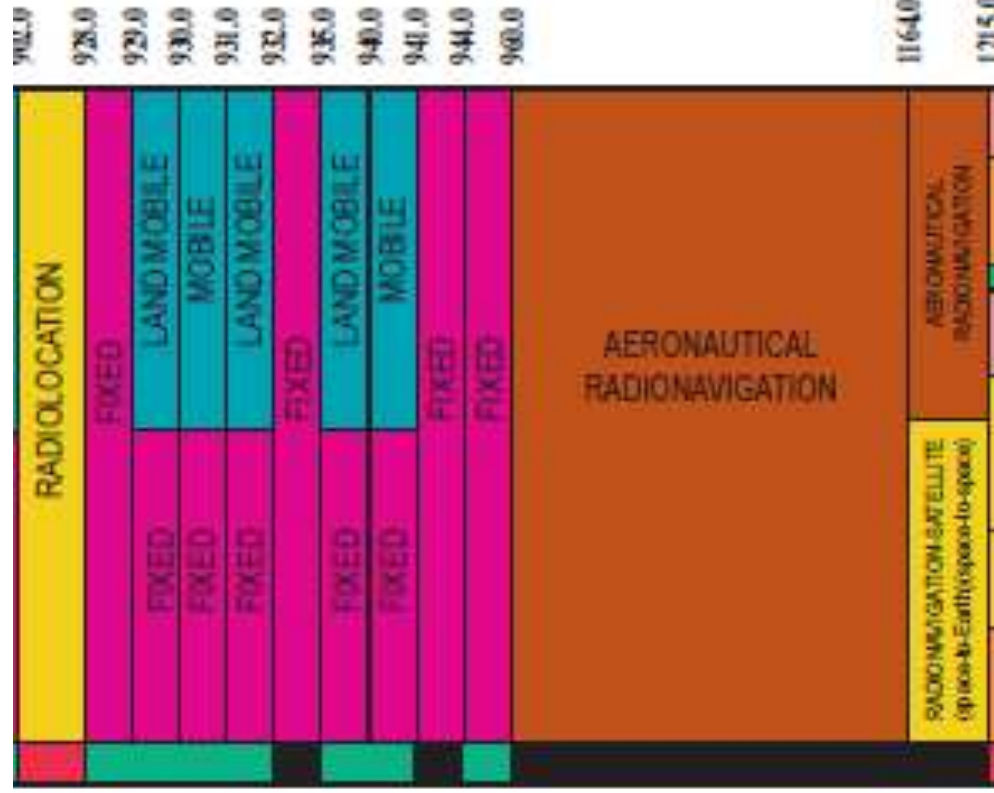 902.0
928.0
929.0
930.0
931.0
932.0
935.0
940.0
941.0
944.0
960.0
1164.0
1215.0
RADIOLOCATION
FIXED
LAND MOBILE
FIXED
MOBILE
FIXED
LAND MOBILE
FIXED
FIXED
LAND MOBILE
FIXED
MOBILE
FIXED
FIXED
FIXED
AERONAUTICAL
RADIONAVIGATION
AERONAUTICAL
RADIONAVIGATION
RADIONAVIGATION-SATELLITE
(space-to-Earth)(space-to-space)